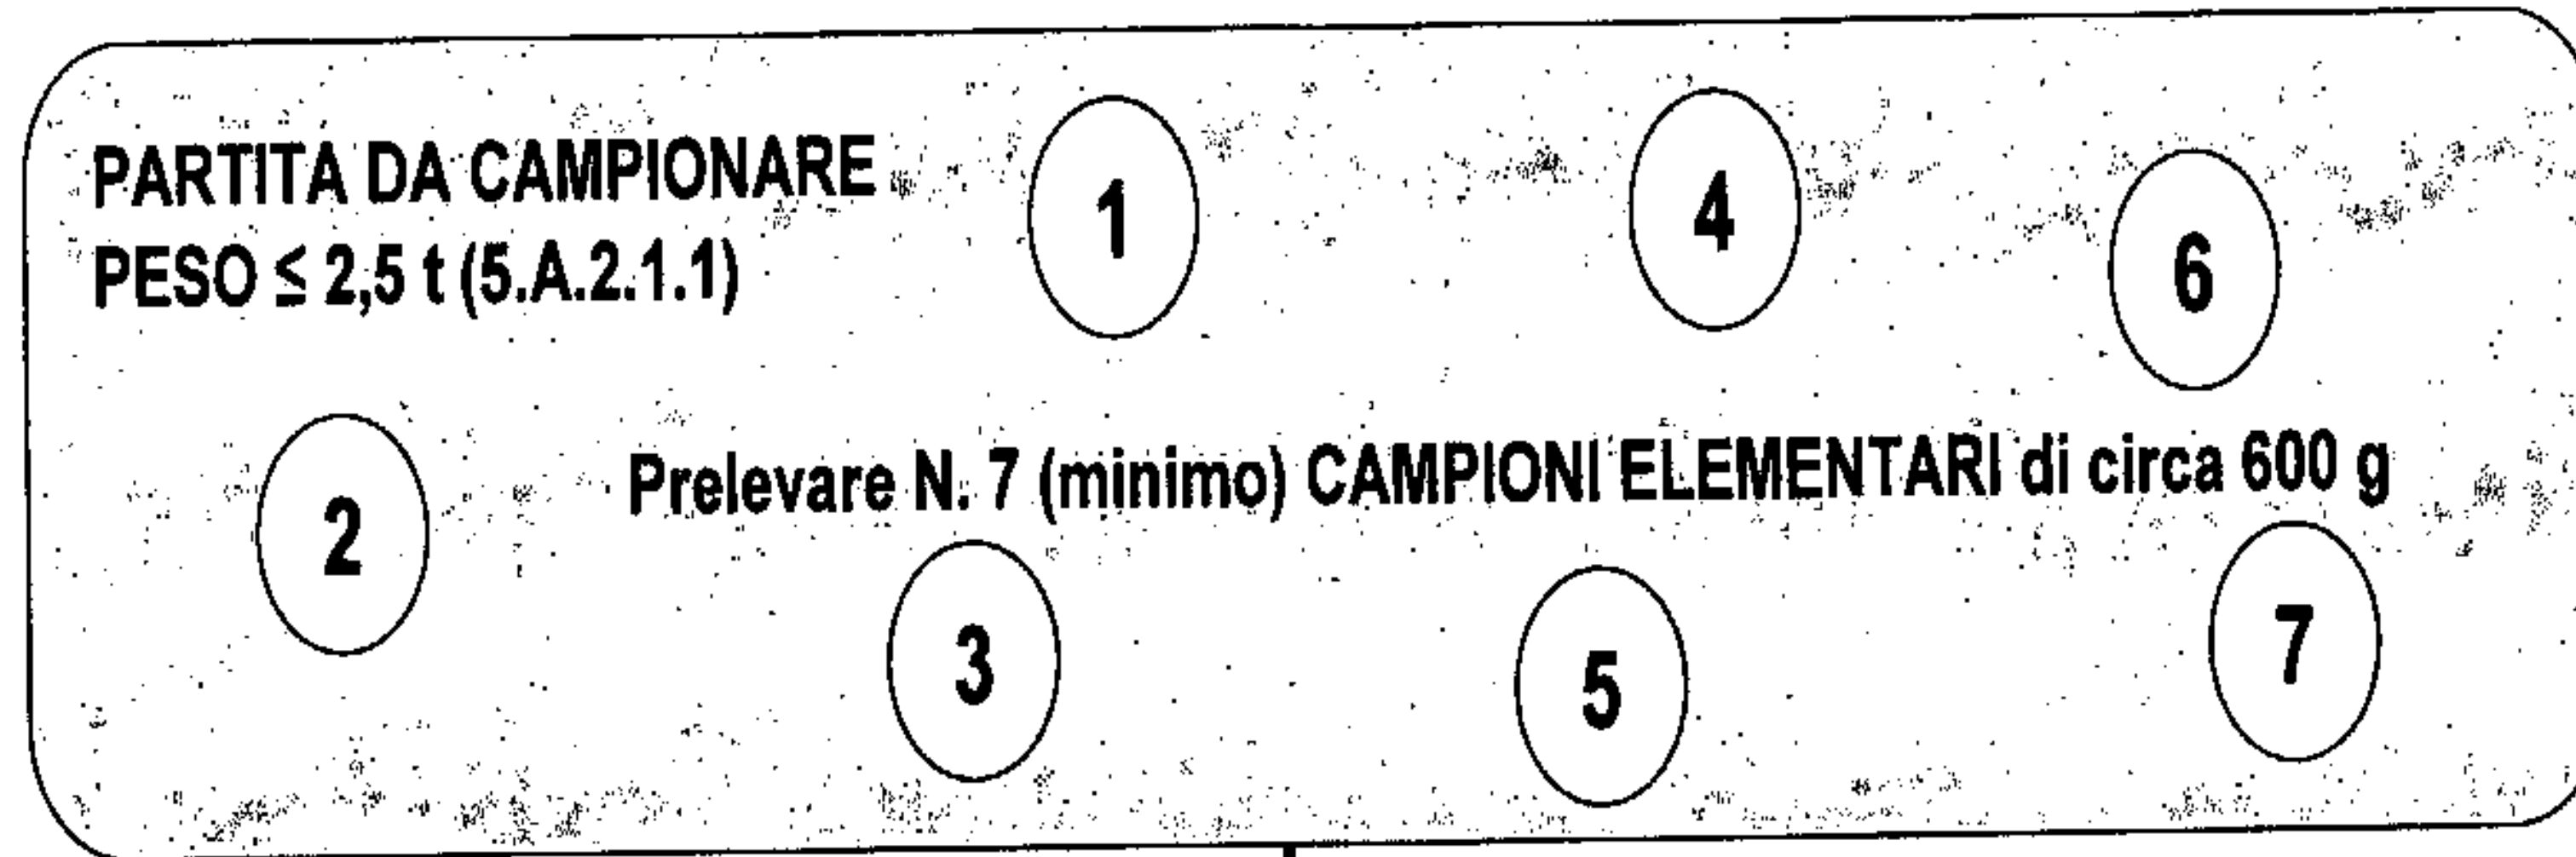 PARTITA DA CAMPIONARE
PESO ≤ 2,5 t (5.A.2.1.1)
1
4
6
2
Prelevare N. 7 (minimo) CAMPIONI ELEMENTARI di circa 600 g
3
5
7